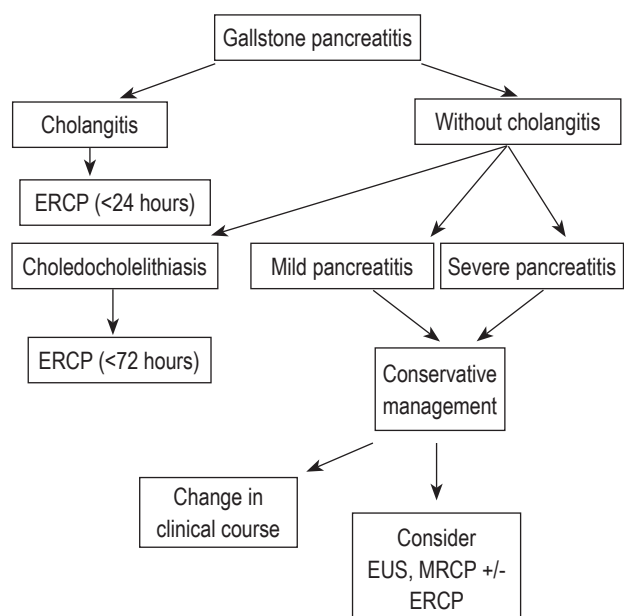 Gallstone pancreatitis
Cholangitis
Without cholangitis
ERCP (<24 hours)
Choledocholelithiasis
Mild pancreatitis
Severe pancreatitis
ERCP (<72 hours)
Conservative
management
Change in
clinical course
Consider
EUS, MRCP +/-
ERCP